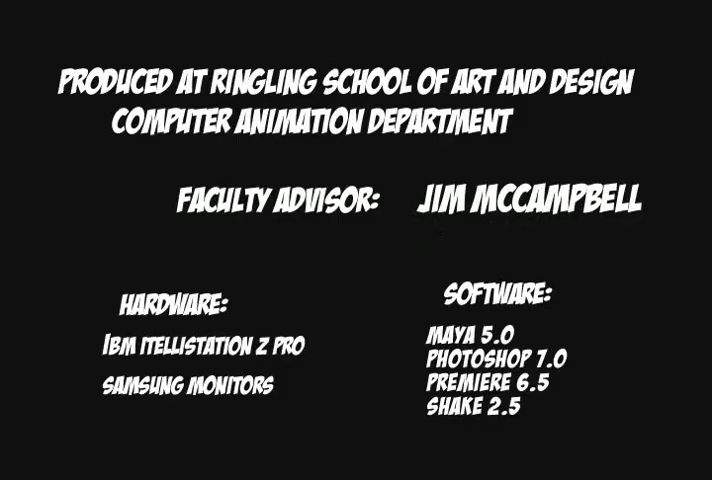 PRODUCED AT RINGLING SCHOOL OF ART AND DESIGN
COMPUTER ANIMATION DEPARTMENT
FACULTY ADVISOR: JIM MCCAMPBELL
HARDWARE:
IBM ITELLISTATION Z PRO
SAMSUNG MONITORS
SOFTWARE:
MAYA 5.0
PHOTOSHOP 7.0
PREMIERE 6.5
SHAKE 2.5